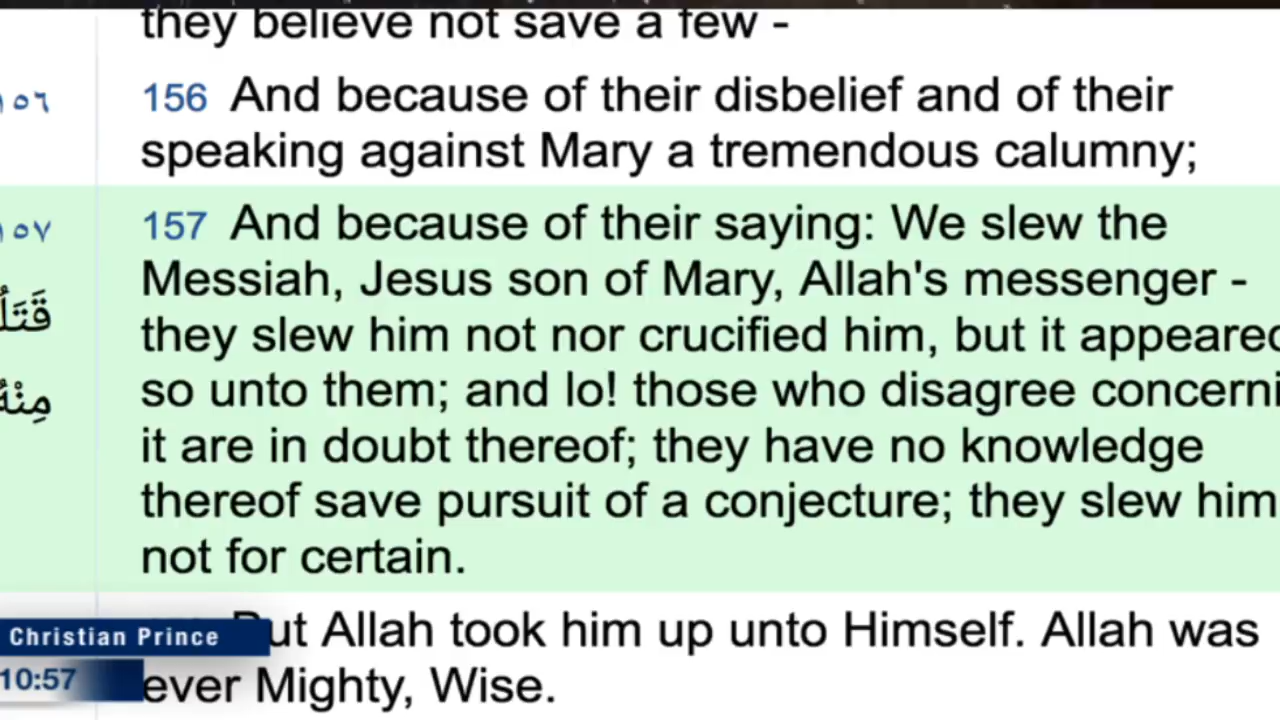 they believe not save a few -
156 And because of their disbelief and of their
speaking against Mary a tremendous calumny;
157 And because of their saying: We slew the
Messiah, Jesus son of Mary, Allah's messenger -
they slew him not nor crucified him, but it appeared
so unto them; and lo! those who disagree concerni
it are in doubt thereof; they have no knowledge
thereof save pursuit of a conjecture; they slew him
not for certain.
But Allah took him up unto Himself. Allah was
ever Mighty, Wise.
١٥٦
١٥٧
مِنْهُ
Christian Prince
10:57